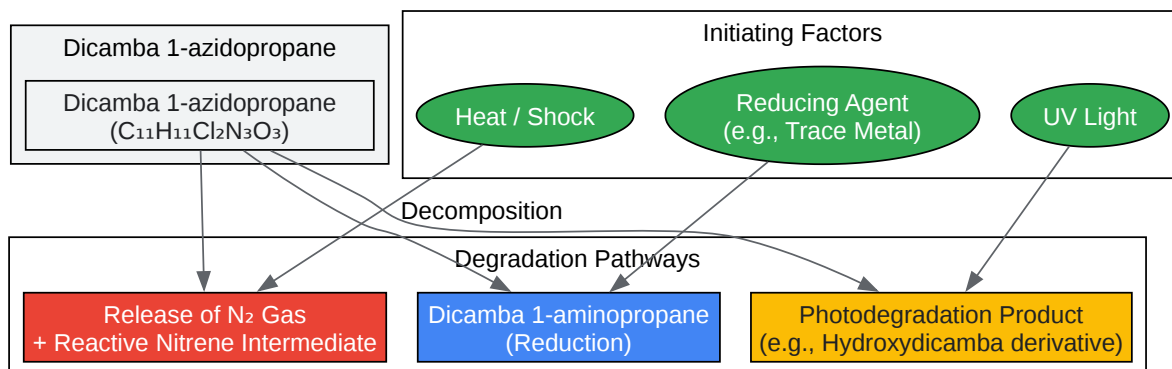 Dicamba 1-azidopropane
Dicamba 1-azidopropane
(C₁₁H₁₁Cl₂N₃O₃)
Initiating Factors
Heat / Shock
Reducing Agent
(e.g., Trace Metal)
UV Light
Decomposition
Degradation Pathways
Release of N₂ Gas
+ Reactive Nitrene Intermediate
Dicamba 1-aminopropane
(Reduction)
Photodegradation Product
(e.g., Hydroxydicamba derivative)